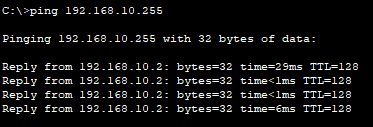 C:\>ping 192.168.10.255
Pinging 192.168.10.255 with 32 bytes of data:
Reply from 192.168.10.2: bytes=32 time=29ms TTL=128
Reply from 192.168.10.2: bytes=32 time<1ms TTL=128
Reply from 192.168.10.2: bytes=32 time<1ms TTL=128
Reply from 192.168.10.2: bytes=32 time=6ms TTL=128